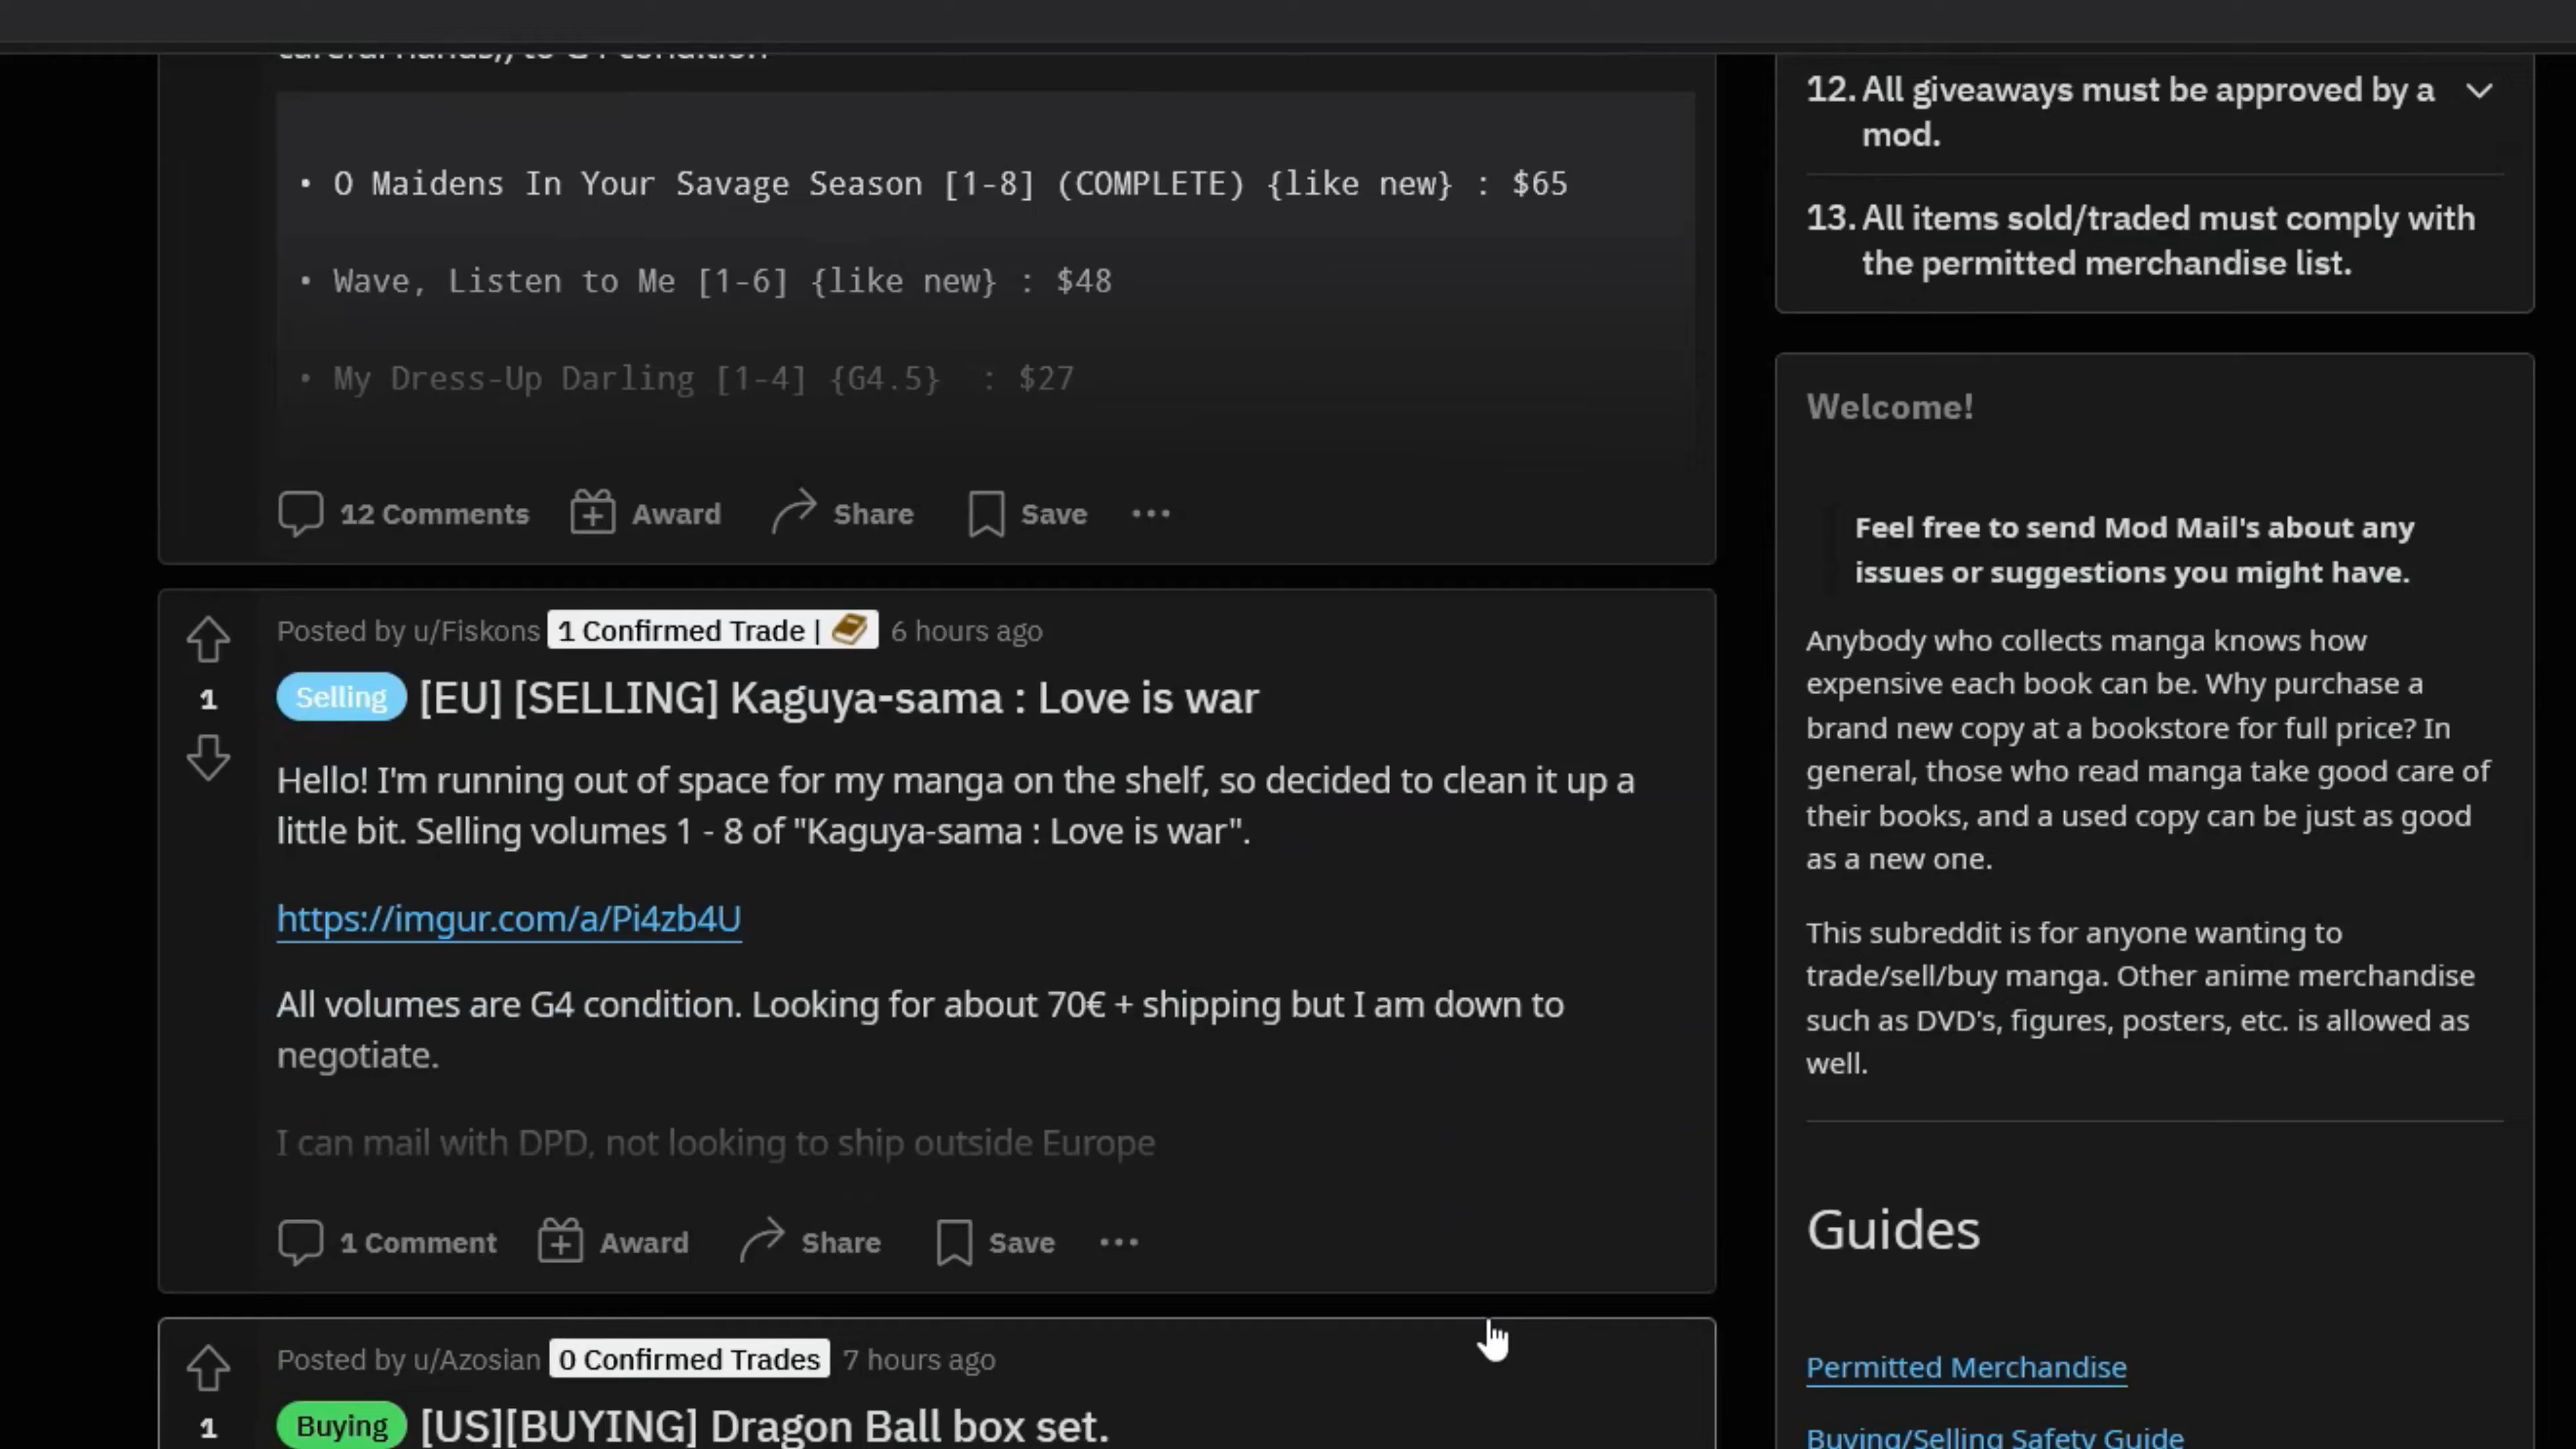 careful hands,) to G4 condition
• O Maidens In Your Savage Season [1-8] (COMPLETE) {like new} : $65
• Wave, Listen to Me [1-6] {like new} : $48
• My Dress-Up Darling [1-4] {G4.5}  : $27
12 Comments Award Share Save ...
Posted by u/Fiskons 1 Confirmed Trade | 6 hours ago
1
Selling [EU] [SELLING] Kaguya-sama : Love is war
Hello! I'm running out of space for my manga on the shelf, so decided to clean it up a
little bit. Selling volumes 1 - 8 of "Kaguya-sama : Love is war".
https://imgur.com/a/Pi4zb4U
All volumes are G4 condition. Looking for about 70€ + shipping but I am down to
negotiate.
I can mail with DPD, not looking to ship outside Europe
1 Comment Award Share Save ...
Posted by u/Azosian 0 Confirmed Trades 7 hours ago
1
Buying [US][BUYING] Dragon Ball box set.
12. All giveaways must be approved by a
mod.
13. All items sold/traded must comply with
the permitted merchandise list.
Welcome!
Feel free to send Mod Mail's about any
issues or suggestions you might have.
Anybody who collects manga knows how
expensive each book can be. Why purchase a
brand new copy at a bookstore for full price? In
general, those who read manga take good care of
their books, and a used copy can be just as good
as a new one.
This subreddit is for anyone wanting to
trade/sell/buy manga. Other anime merchandise
such as DVD's, figures, posters, etc. is allowed as
well.
Guides
Permitted Merchandise
Buying/Selling Safety Guide